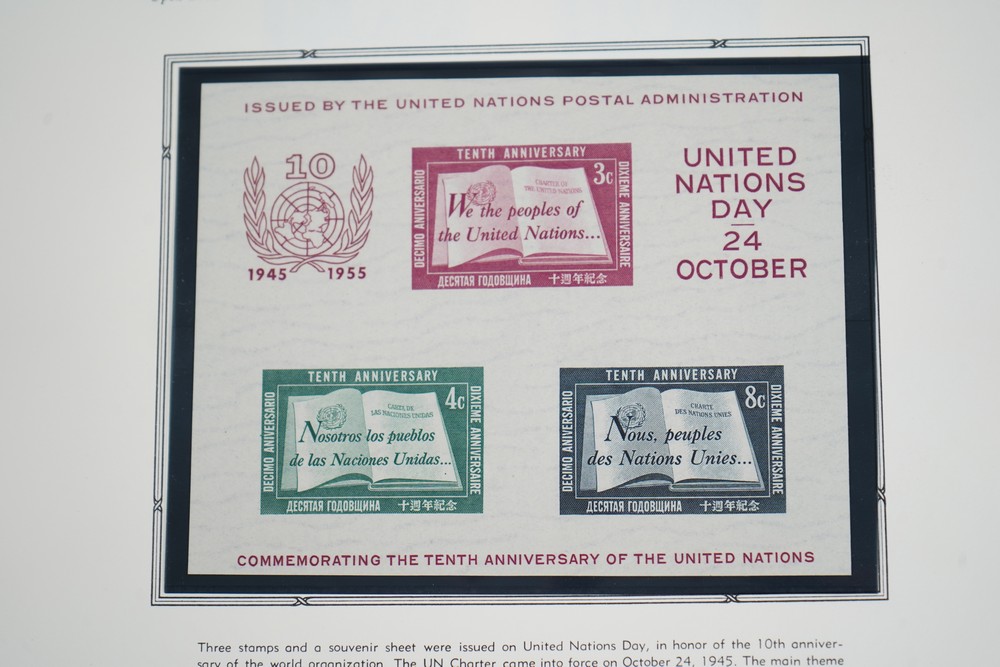 ISSUED BY THE UNITED NATIONS POSTAL ADMINISTRATION
10
1945 1955
TENTH ANNIVERSARY
DECIMO ANIVERSARIO
3c
CHARTER OF
THE UNITED NATIONS
We the peoples of
the United Nations...
DIXIEME ANNIVERSAIRE
ДЕСЯТАЯ ГОДОВЩИНА 十週年紀念
UNITED
NATIONS
DAY
24
OCTOBER
TENTH ANNIVERSARY
DECIMO ANIVERSARIO
4c
CARTE DE
LAS NACIONES UNIDAS
Nosotros los pueblos
de las Naciones Unidas...
DIXIEME ANNIVERSAIRE
ДЕСЯТАЯ ГОДОВЩИНА 十週年紀念
TENTH ANNIVERSARY
DECIMO ANIVERSARIO
8c
CHARTE
DES NATIONS UNIES
Nous, peuples
des Nations Unies...
DIXIEME ANNIVERSAIRE
ДЕСЯТАЯ ГОДОВЩИНА 十週年紀念
COMMEMORATING THE TENTH ANNIVERSARY OF THE UNITED NATIONS
Three stamps and a souvenir sheet were issued on United Nations Day, in honor of the 10th anniver-
sary of the world organization. The UN Charter came into force on October 24, 1945. The main theme